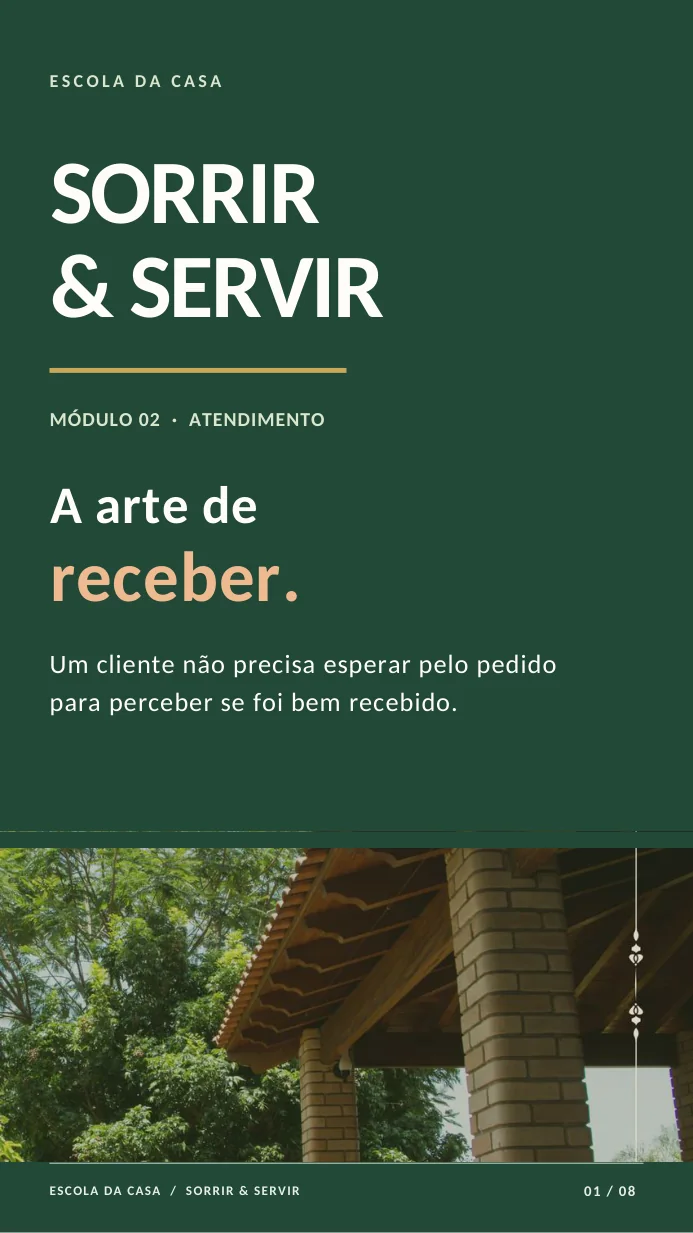 ESCOLA DA CASA
SORRIR
& SERVIR
MÓDULO 02 · ATENDIMENTO
A arte de
receber.
Um cliente não precisa esperar pelo pedido
para perceber se foi bem recebido.
ESCOLA DA CASA / SORRIR & SERVIR
01 / 08